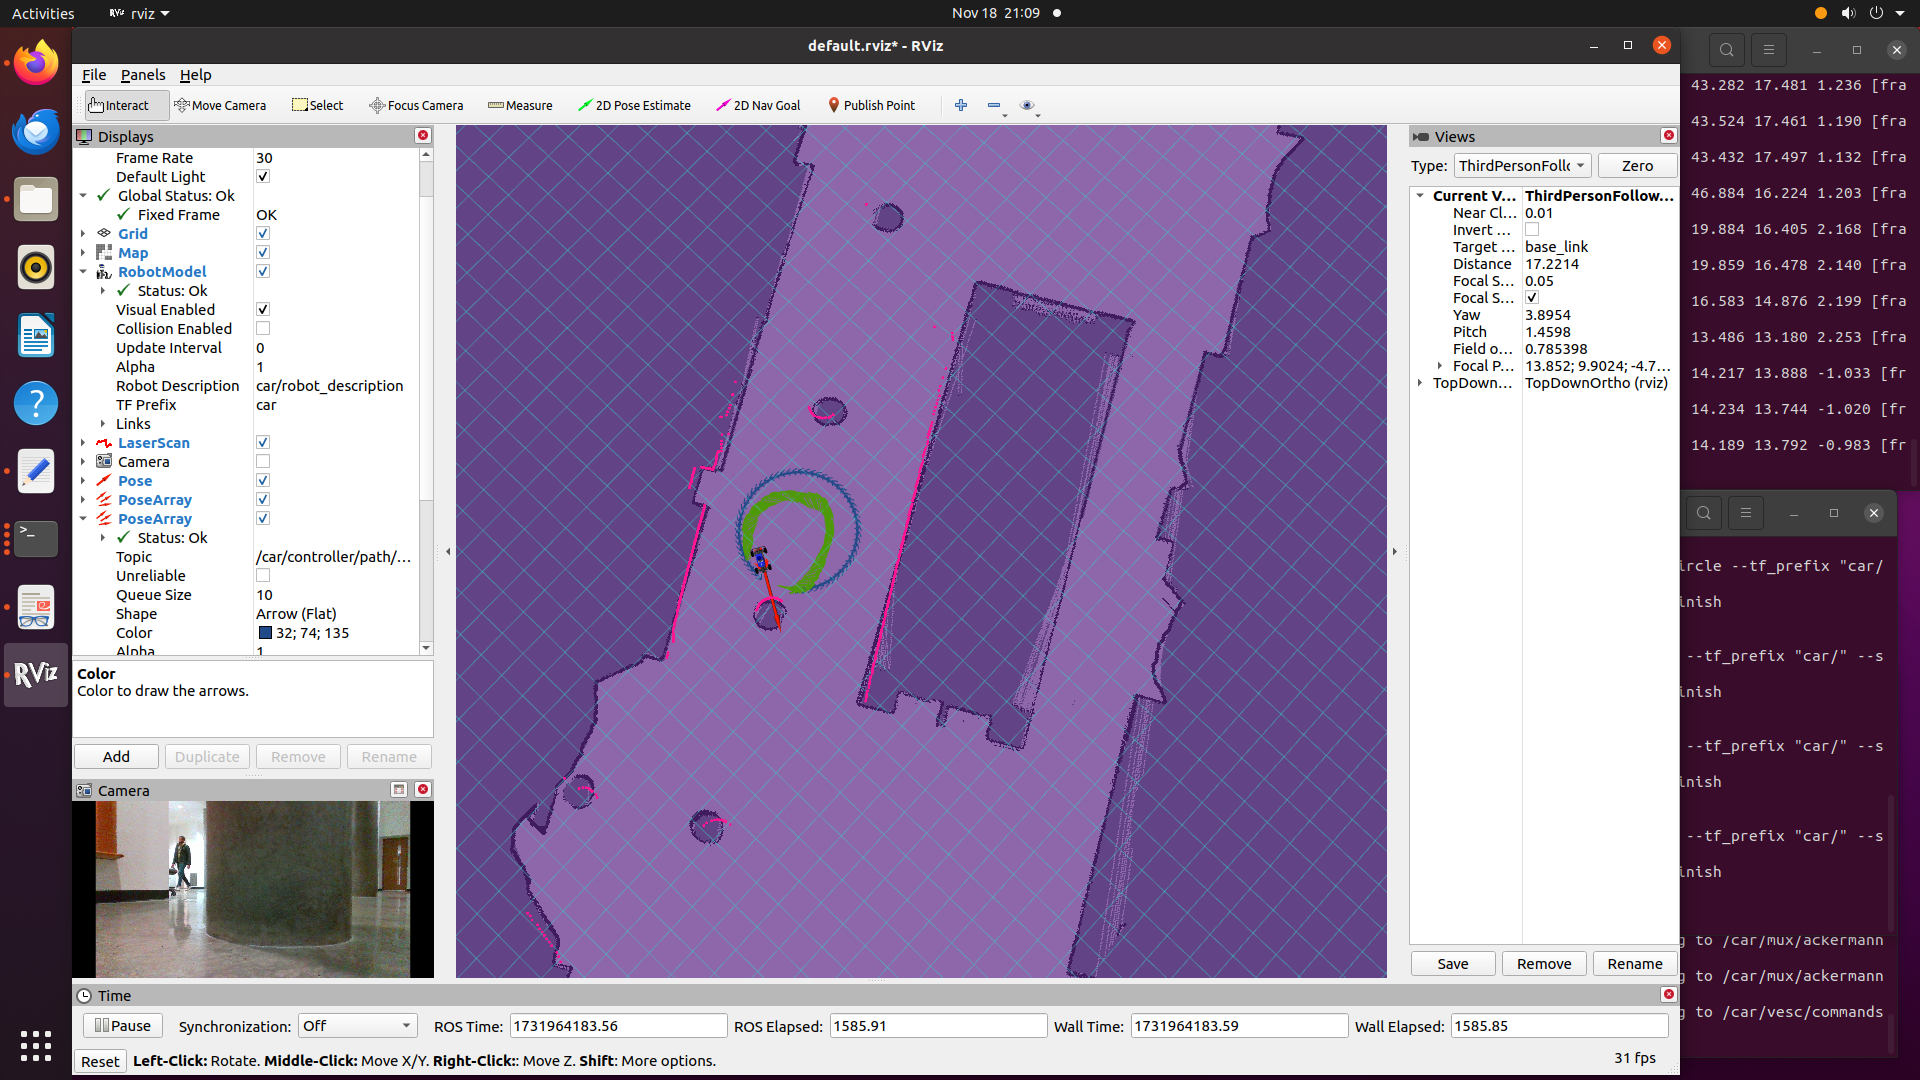 Activities
RViz rviz
Nov 18 21:09
default.rviz* - RViz
File Panels Help
Interact Move Camera Select Focus Camera Measure 2D Pose Estimate 2D Nav Goal Publish Point
Displays
Frame Rate 30
Default Light
Global Status: Ok
Fixed Frame OK
Grid
Map
RobotModel
Status: Ok
Visual Enabled
Collision Enabled
Update Interval 0
Alpha 1
Robot Description car/robot_description
TF Prefix car
Links
LaserScan
Camera
Pose
PoseArray
PoseArray
Status: Ok
Topic /car/controller/path/...
Unreliable
Queue Size 10
Shape Arrow (Flat)
Color 32; 74; 135
Alpha 1
Color
Color to draw the arrows.
Add Duplicate Remove Rename
Camera
RViz
Views
Type: ThirdPersonFollo Zero
Current V... ThirdPersonFollow...
Near Cl... 0.01
Invert ...
Target ... base_link
Distance 17.2214
Focal S... 0.05
Focal S...
Yaw 3.8954
Pitch 1.4598
Field o... 0.785398
Focal P... 13.852; 9.9024; -4.7...
TopDown... TopDownOrtho (rviz)
Save Remove Rename
43.282 17.481 1.236 [fra
43.524 17.461 1.190 [fra
43.432 17.497 1.132 [fra
46.884 16.224 1.203 [fra
19.884 16.405 2.168 [fra
19.859 16.478 2.140 [fra
16.583 14.876 2.199 [fra
13.486 13.180 2.253 [fra
14.217 13.888 -1.033 [fr
14.234 13.744 -1.020 [fr
14.189 13.792 -0.983 [fr
ircle --tf_prefix "car/
inish
--tf_prefix "car/" --s
inish
--tf_prefix "car/" --s
inish
--tf_prefix "car/" --s
inish
g to /car/mux/ackermann
g to /car/mux/ackermann
g to /car/vesc/commands
Time
Pause Synchronization: Off ROS Time: 1731964183.56 ROS Elapsed: 1585.91 Wall Time: 1731964183.59 Wall Elapsed: 1585.85
Reset Left-Click: Rotate. Middle-Click: Move X/Y. Right-Click:: Move Z. Shift: More options. 31 fps